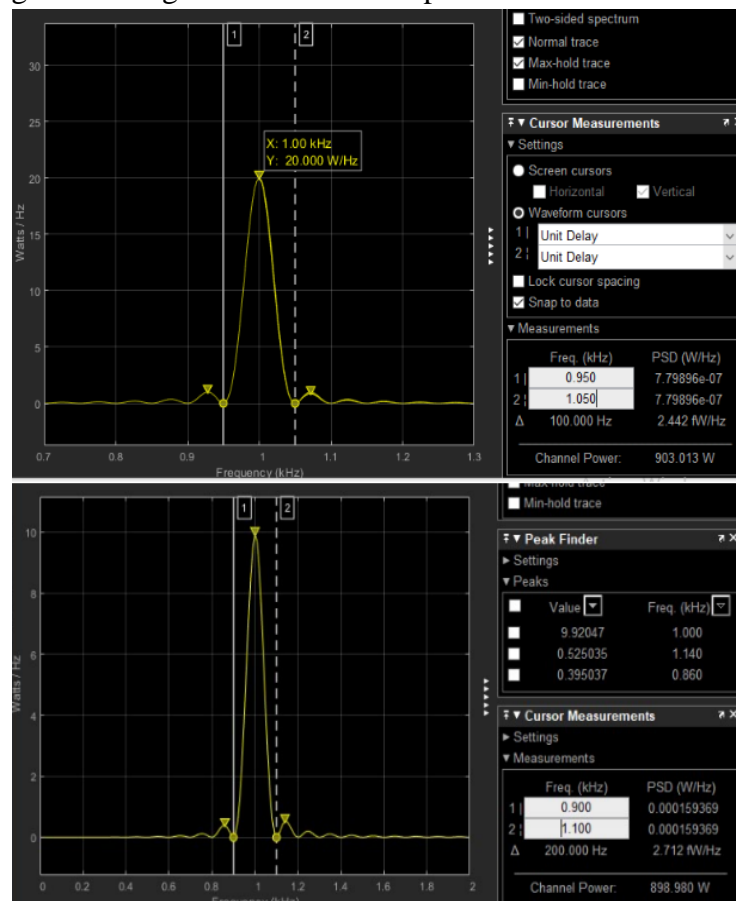 Two-sided spectrum
Normal trace
Max-hold trace
Min-hold trace
1 2
30
25
20
15
10
5
0
Watts / Hz
X: 1.00 kHz
Y: 20.000 W/Hz
0.7 0.8 0.9 1 1.1 1.2 1.3
Frequency (kHz)
Cursor Measurements
Settings
Screen cursors
Horizontal Vertical
Waveform cursors
1 Unit Delay
2 Unit Delay
Lock cursor spacing
Snap to data
Measurements
Freq. (kHz) PSD (W/Hz)
1 0.950 7.79896e-07
2 1.050 7.79896e-07
Δ 100.000 Hz 2.442 fW/Hz
Channel Power: 903.013 W
1 2
10
8
6
4
2
0
Watts / Hz
0 0.2 0.4 0.6 0.8 1 1.2 1.4 1.6 1.8 2
Min-hold trace
Peak Finder
Settings
Peaks
Value Freq. (kHz)
9.92047 1.000
0.525035 1.140
0.395037 0.860
Cursor Measurements
Settings
Measurements
Freq. (kHz) PSD (W/Hz)
1 0.900 0.000159369
2 1.100 0.000159369
Δ 200.000 Hz 2.712 fW/Hz
Channel Power: 898.980 W